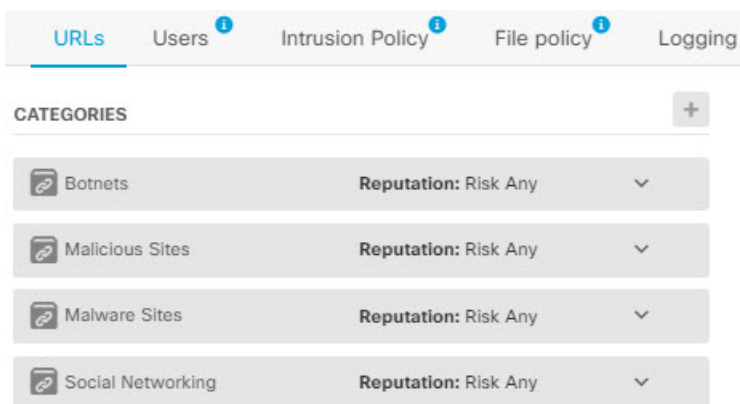 URLs Users i Intrusion Policy i File policy i Logging
CATEGORIES +
Botnets Reputation: Risk Any
Malicious Sites Reputation: Risk Any
Malware Sites Reputation: Risk Any
Social Networking Reputation: Risk Any